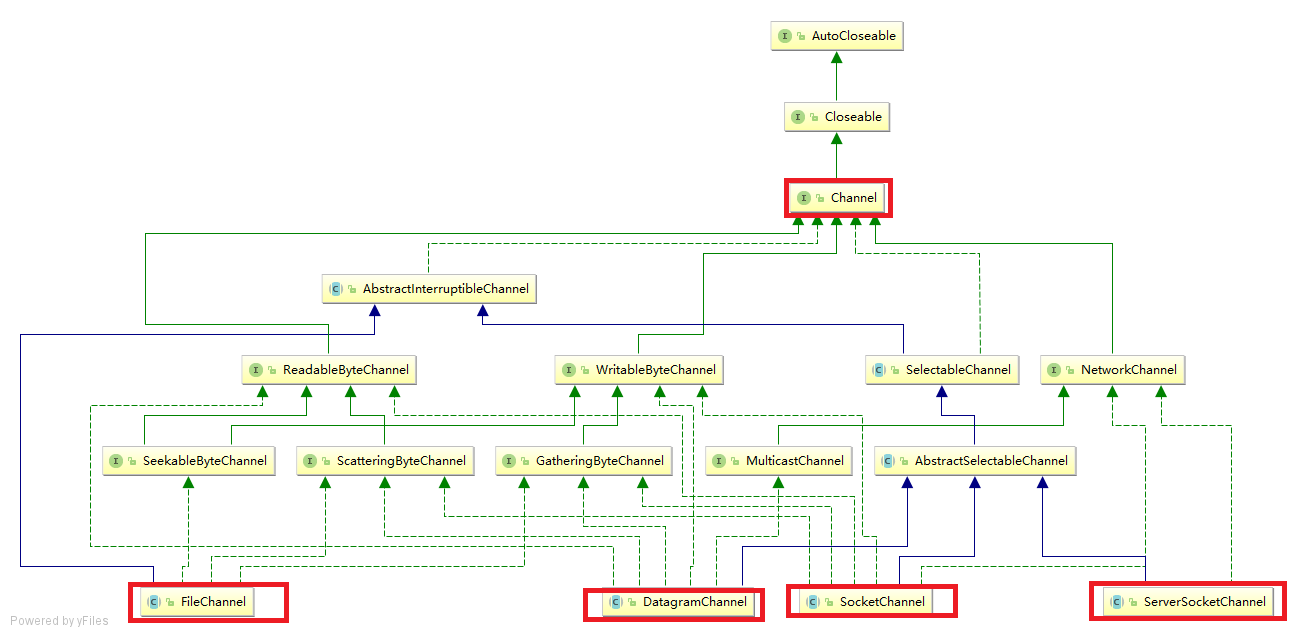 I AutoCloseable
I Closeable
I Channel
C AbstractInterruptibleChannel
I ReadableByteChannel
I WritableByteChannel
C SelectableChannel
I NetworkChannel
I SeekableByteChannel
I ScatteringByteChannel
I GatheringByteChannel
I MulticastChannel
C AbstractSelectableChannel
C FileChannel
C DatagramChannel
C SocketChannel
C ServerSocketChannel
Powered by yFiles